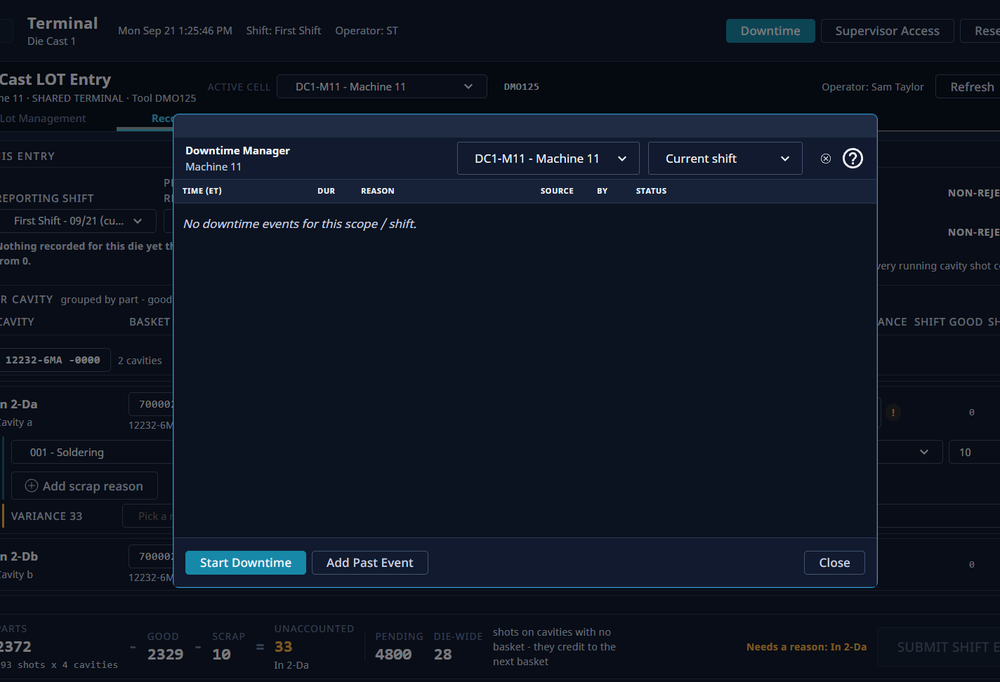 Terminal
Die Cast 1
Mon Sep 21 1:25:46 PM
Shift: First Shift
Operator: ST
Downtime
Supervisor Access
Rese
Cast LOT Entry
ne 11 · SHARED TERMINAL · Tool DMO125
ACTIVE CELL
DC1-M11 - Machine 11
DMO125
Operator: Sam Taylor
Refresh
Lot Management
Reco
Downtime Manager
Machine 11
DC1-M11 - Machine 11
Current shift
TIME (ET) DUR REASON SOURCE BY STATUS
No downtime events for this scope / shift.
Start Downtime
Add Past Event
Close
IS ENTRY
REPORTING SHIFT
First Shift - 09/21 (cu...
Nothing recorded for this die yet th
rom 0.
NON-REJE
NON-REJE
very running cavity shot c
R CAVITY grouped by part - good
CAVITY BASKET
ANCE SHIFT GOOD SH
12232-6MA -0000 2 cavities
n 2-Da
Cavity a
70000
12232-6M
!
0
001 - Soldering
10
Add scrap reason
VARIANCE 33
Pick a r
n 2-Db
Cavity b
70000
12232-6M
0
PARTS
2372
93 shots x 4 cavities
-
GOOD
2329
-
SCRAP
10
=
UNACCOUNTED
33
In 2-Da
PENDING
4800
DIE-WIDE
28
shots on cavities with no
basket - they credit to the
next basket
Needs a reason: In 2-Da
SUBMIT SHIFT E